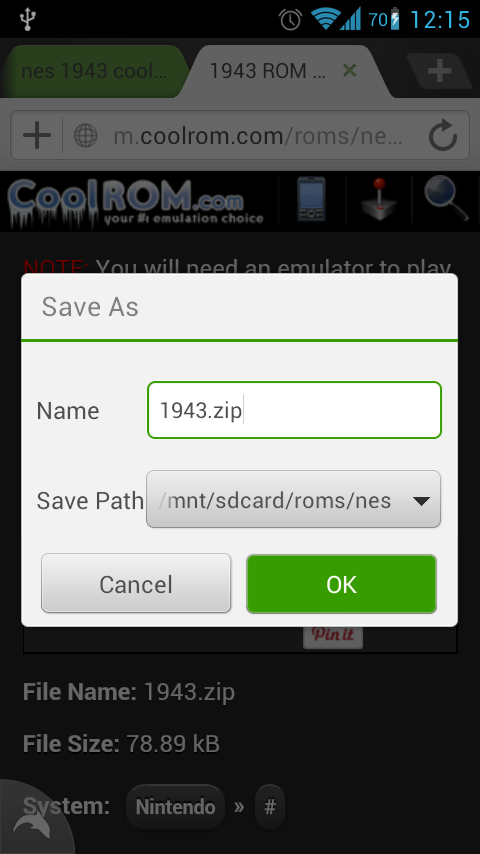 70 12:15
nes 1943 cool... 1943 ROM ...
m.coolrom.com/roms/ne...
CoolROM.com
your #1 emulation choice
NOTE: You will need an emulator to play
Save As
Name 1943.zip
Save Path /mnt/sdcard/roms/nes
Cancel OK
Pin it
File Name: 1943.zip
File Size: 78.89 kB
System: Nintendo » #